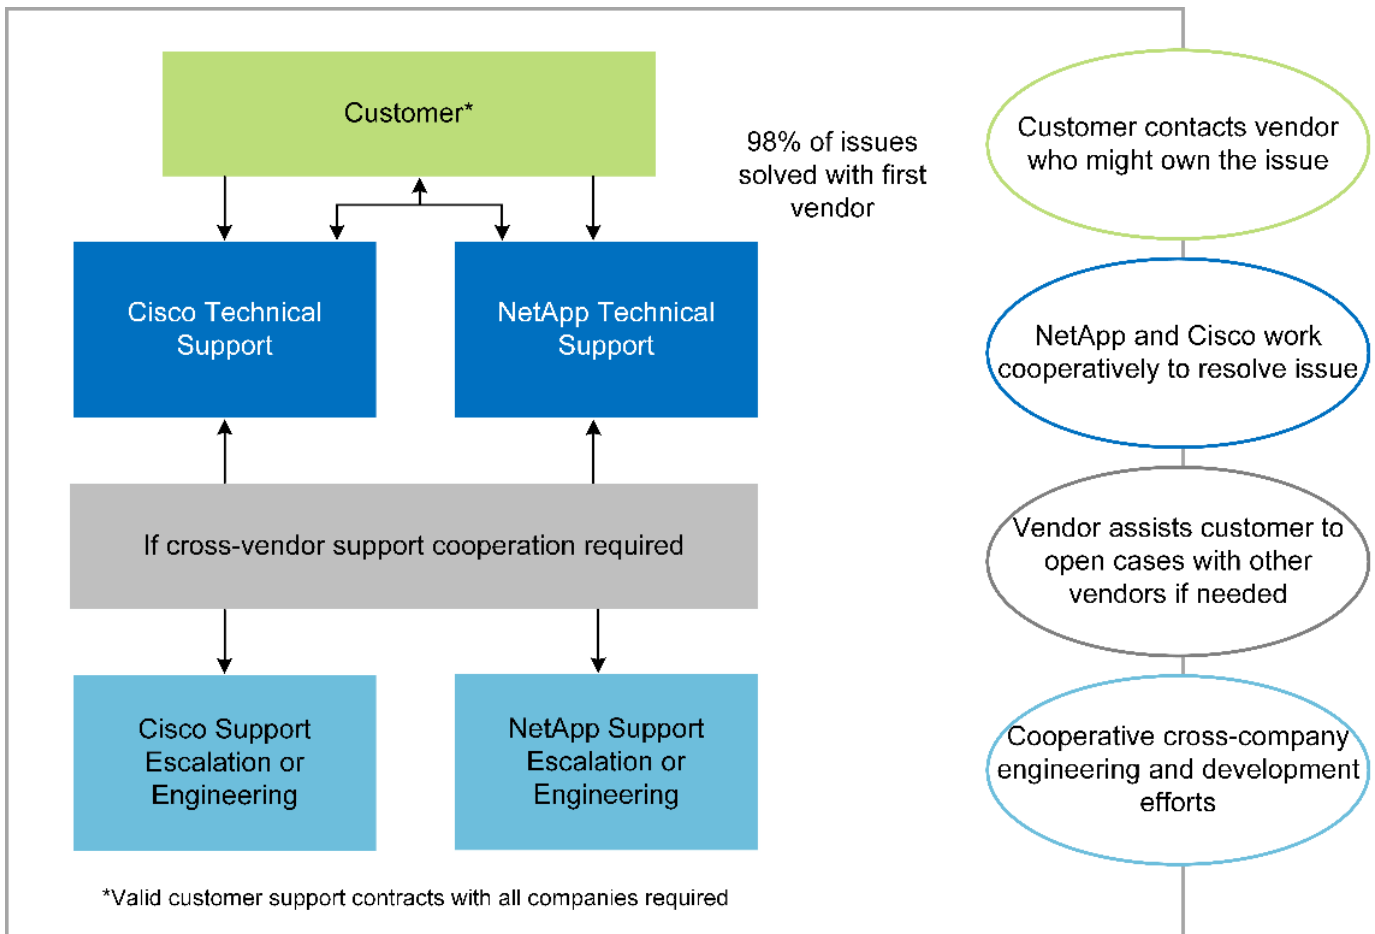 Customer*
98% of issues
solved with first
vendor
Cisco Technical
Support
NetApp Technical
Support
If cross-vendor support cooperation required
Cisco Support
Escalation or
Engineering
NetApp Support
Escalation or
Engineering
*Valid customer support contracts with all companies required
Customer contacts vendor
who might own the issue
NetApp and Cisco work
cooperatively to resolve issue
Vendor assists customer to
open cases with other
vendors if needed
Cooperative cross-company
engineering and development
efforts